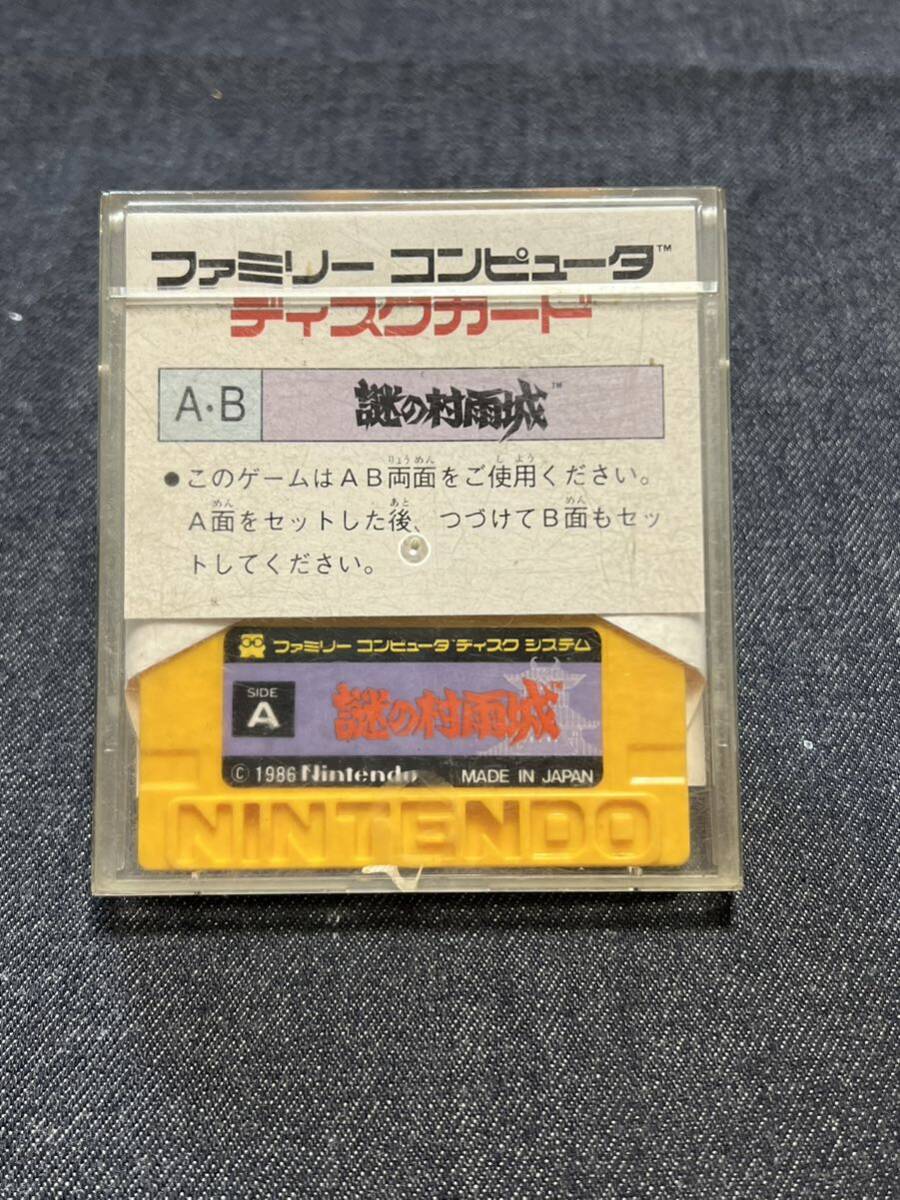 ファミリー コンピュータ™
ディスクカード
A・B 謎の村雨城™
●このゲームはAB両面をご使用ください。
A面をセットした後、つづけてB面もセッ
トしてください。
ファミリー コンピュータ ディスク システム
SIDE
A
謎の村雨城
© 1986 Nintendo MADE IN JAPAN
NINTENDO